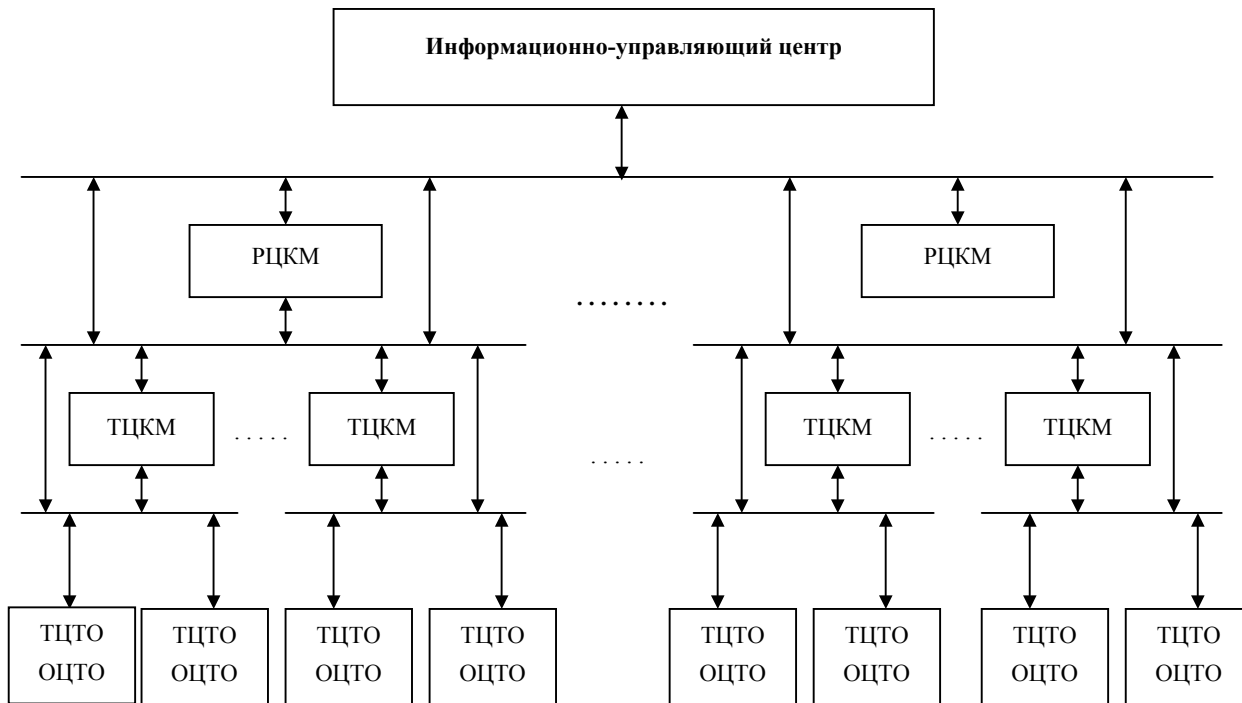 Информационно-управляющий центр
РЦКМ РЦКМ
........
ТЦКМ ..... ТЦКМ ..... ТЦКМ ..... ТЦКМ
ТЦТО ТЦТО ТЦТО ТЦТО ТЦТО ТЦТО ТЦТО ТЦТО
ОЦТО ОЦТО ОЦТО ОЦТО ОЦТО ОЦТО ОЦТО ОЦТО